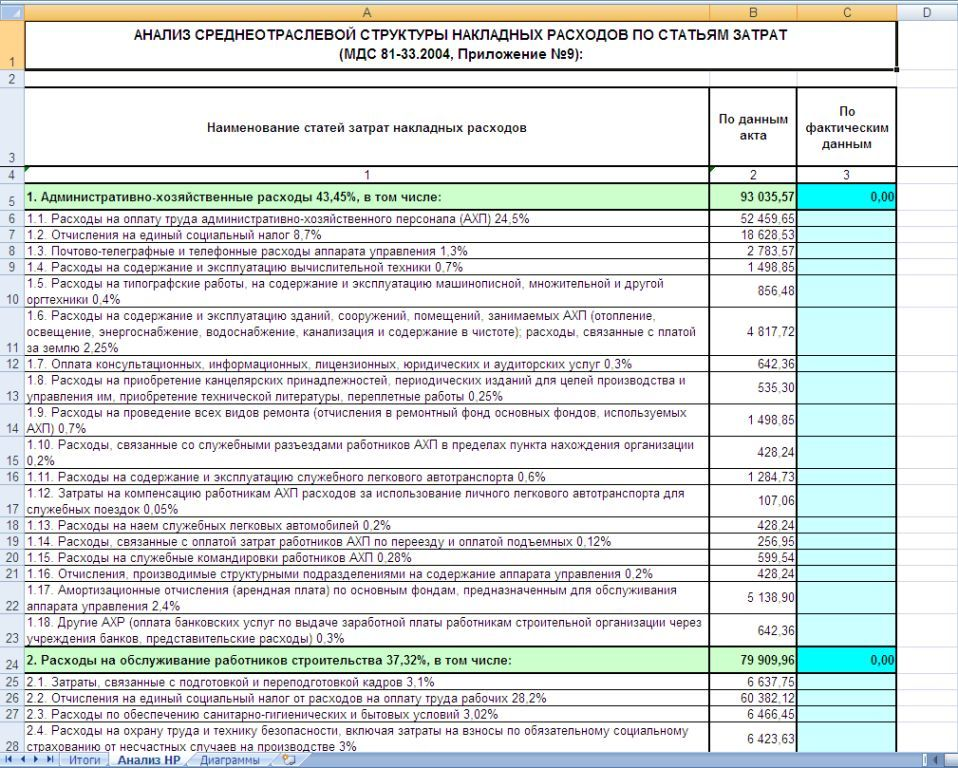 A B C D
1 АНАЛИЗ СРЕДНЕОТРАСЛЕВОЙ СТРУКТУРЫ НАКЛАДНЫХ РАСХОДОВ ПО СТАТЬЯМ ЗАТРАТ
(МДС 81-33.2004, Приложение №9):
2
3 Наименование статей затрат накладных расходов По данным акта По фактическим данным
4 1 2 3
5 1. Административно-хозяйственные расходы 43,45%, в том числе: 93 035,57 0,00
6 1.1. Расходы на оплату труда административно-хозяйственного персонала (АХП) 24,5% 52 459,65
7 1.2. Отчисления на единый социальный налог 8,7% 18 628,53
8 1.3. Почтово-телеграфные и телефонные расходы аппарата управления 1,3% 2 783,57
9 1.4. Расходы на содержание и эксплуатацию вычислительной техники 0,7% 1 498,85
1.5. Расходы на типографские работы, на содержание и эксплуатацию машинописной, множительной и другой
10 оргтехники 0,4% 856,48
1.6. Расходы на содержание и эксплуатацию зданий, сооружений, помещений, занимаемых АХП (отопление,
освещение, энергоснабжение, водоснабжение, канализация и содержание в чистоте); расходы, связанные с платой 4 817,72
11 за землю 2,25%
12 1.7. Оплата консультационных, информационных, лицензионных, юридических и аудиторских услуг 0,3% 642,36
1.8. Расходы на приобретение канцелярских принадлежностей, периодических изданий для целей производства и
13 управления им, приобретение технической литературы, переплетные работы 0,25% 535,30
1.9. Расходы на проведение всех видов ремонта (отчисления в ремонтный фонд основных фондов, используемых
14 АХП) 0,7% 1 498,85
1.10. Расходы, связанные со служебными разъездами работников АХП в пределах пункта нахождения организации
15 0,2% 428,24
16 1.11. Расходы на содержание и эксплуатацию служебного легкового автотранспорта 0,6% 1 284,73
1.12. Затраты на компенсацию работникам АХП расходов за использование личного легкового автотранспорта для
17 служебных поездок 0,05% 107,06
18 1.13. Расходы на наем служебных легковых автомобилей 0,2% 428,24
19 1.14. Расходы, связанные с оплатой затрат работников АХП по переезду и оплатой подъемных 0,12% 256,95
20 1.15. Расходы на служебные командировки работников АХП 0,28% 599,54
21 1.16. Отчисления, производимые структурными подразделениями на содержание аппарата управления 0,2% 428,24
1.17. Амортизационные отчисления (арендная плата) по основным фондам, предназначенным для обслуживания
22 аппарата управления 2,4% 5 138,90
1.18. Другие АХР (оплата банковских услуг по выдаче заработной платы работникам строительной организации через
23 учреждения банков, представительские расходы) 0,3% 642,36
24 2. Расходы на обслуживание работников строительства 37,32%, в том числе: 79 909,96 0,00
25 2.1. Затраты, связанные с подготовкой и переподготовкой кадров 3,1% 6 637,75
26 2.2. Отчисления на единый социальный налог от расходов на оплату труда рабочих 28,2% 60 382,12
27 2.3. Расходы по обеспечению санитарно-гигиенических и бытовых условий 3,02% 6 466,45
2.4. Расходы на охрану труда и технику безопасности, включая затраты на взносы по обязательному социальному
28 страхованию от несчастных случаев на производстве 3% 6 423,63
Итоги Анализ НР Диаграммы